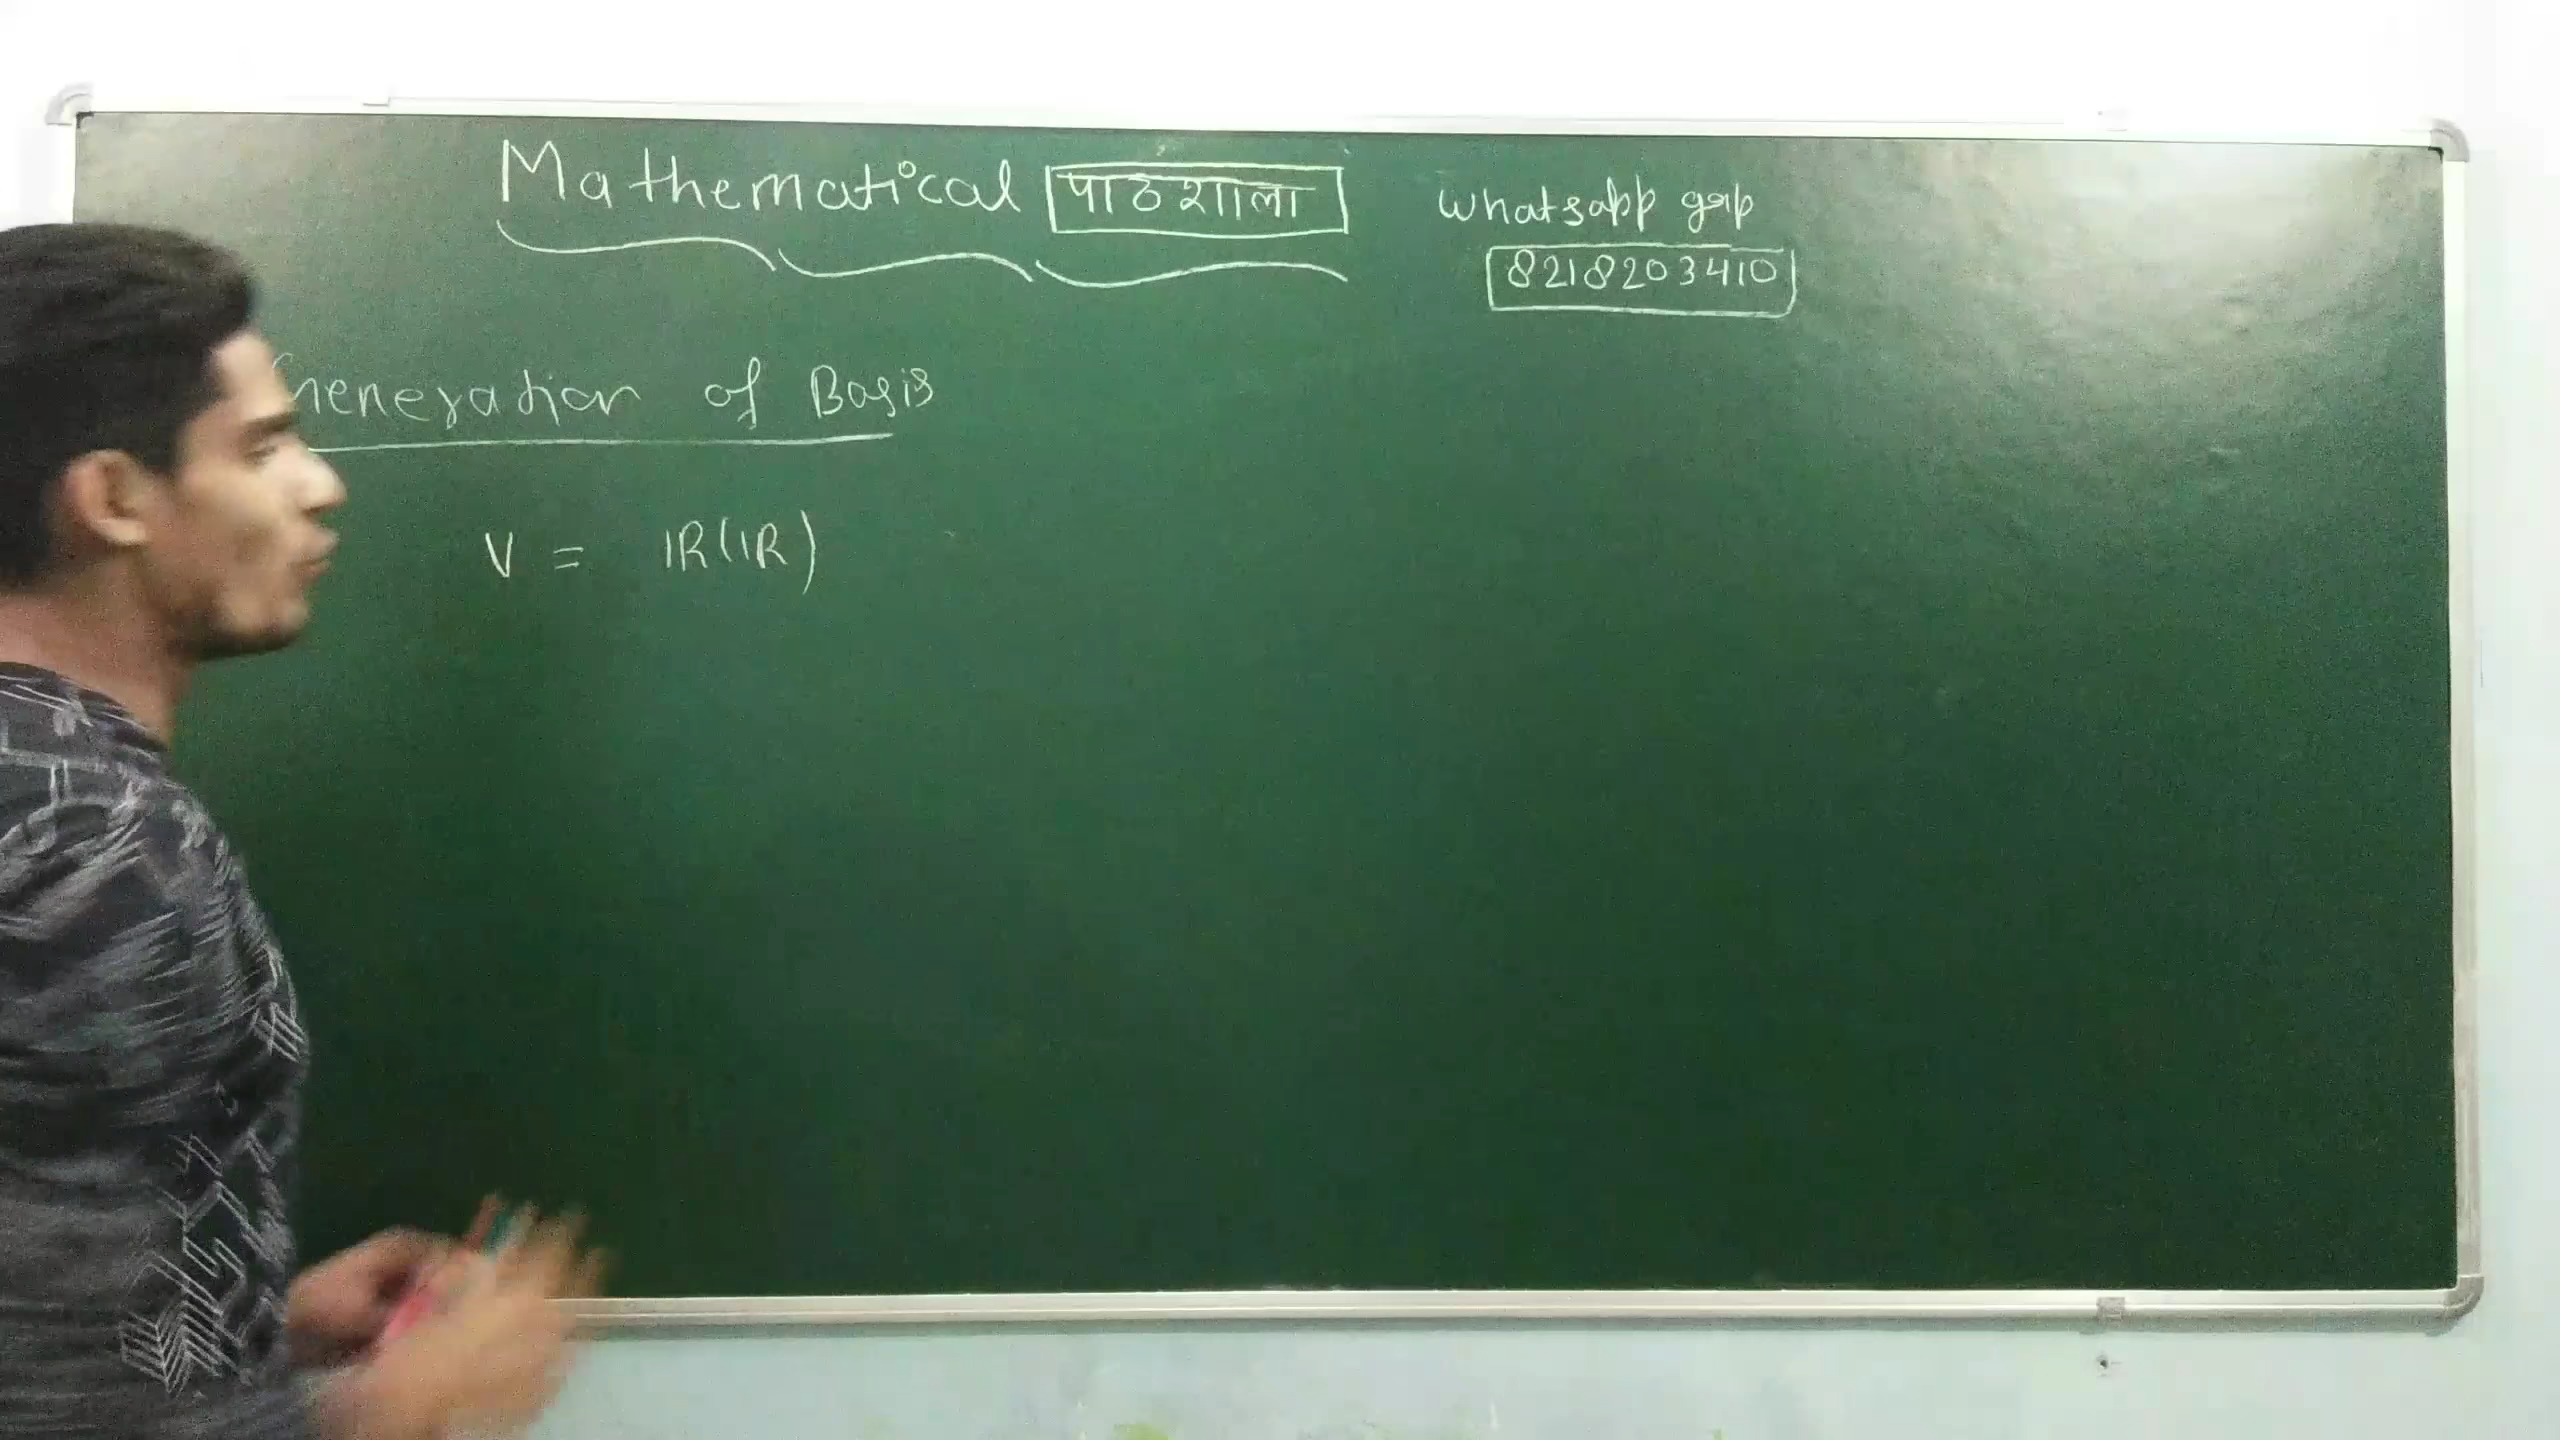 Mathematical पाठशाला
Whatsapp grp
8218203410
Generation of Basis
V = IR(IR)